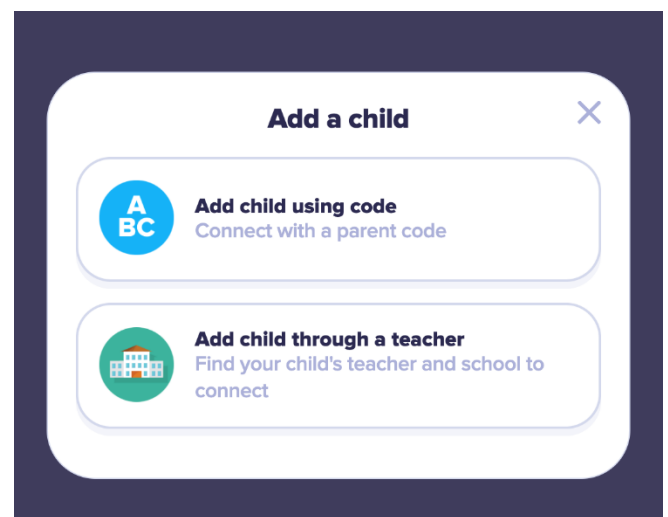 Add a child
A
BC
Add child using code
Connect with a parent code
Add child through a teacher
Find your child's teacher and school to
connect